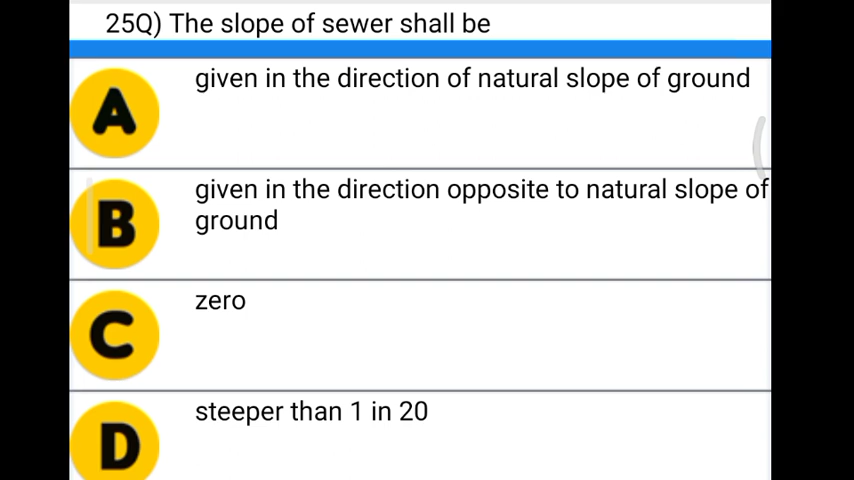 25Q) The slope of sewer shall be
A
given in the direction of natural slope of ground
B
given in the direction opposite to natural slope of
ground
C
zero
D
steeper than 1 in 20